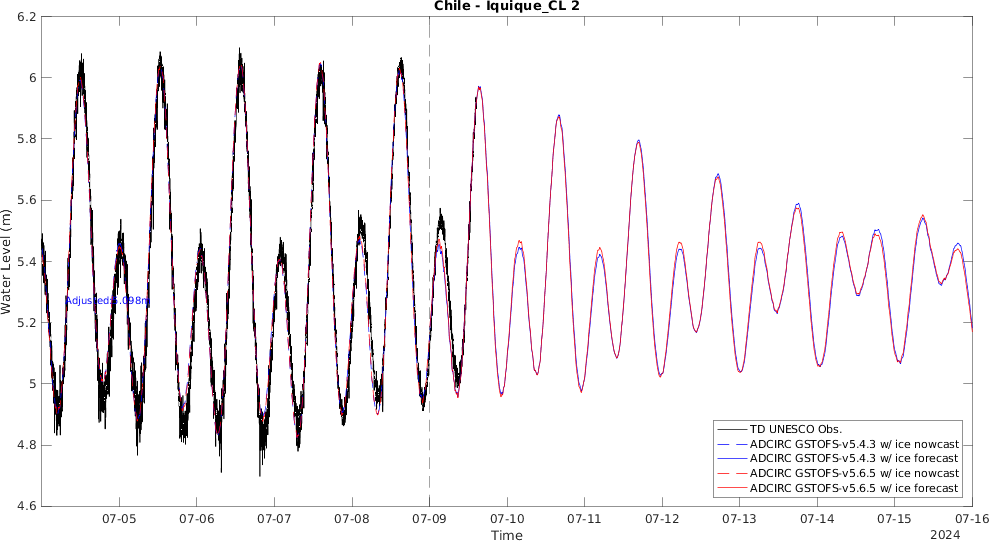 Chile - Iquique_CL 2
6.2
6
5.8
5.6
5.4
5.2
5
4.8
4.6
Water Level (m)
07-05 07-06 07-07 07-08 07-09 07-10 07-11 07-12 07-13 07-14 07-15 07-16
Time
2024
TD UNESCO Obs.
ADCIRC GSTOFS-v5.4.3 w/ ice nowcast
ADCIRC GSTOFS-v5.4.3 w/ ice forecast
ADCIRC GSTOFS-v5.6.5 w/ ice nowcast
ADCIRC GSTOFS-v5.6.5 w/ ice forecast